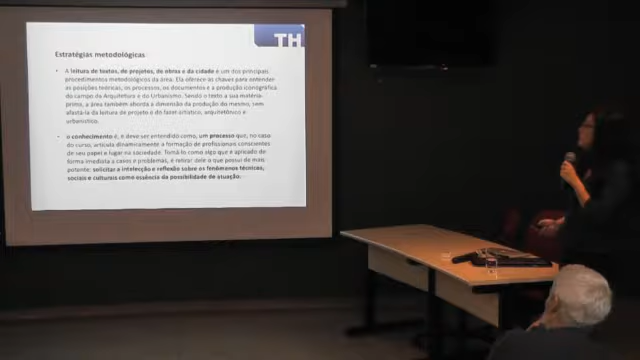 TH
Estratégias metodológicas
• A leitura de textos, de projetos, de obras e da cidade é um dos principais
procedimentos metodológicos da área. Ela oferece as chaves para entender
as posições teóricas, os processos, os documentos e a produção iconográfica
do campo da Arquitetura e do Urbanismo. Sendo o texto a sua matéria-
prima, a área também aborda a dimensão da produção do mesmo, sem
afastá-la da leitura de projeto e do fazer artístico, arquitetônico e
urbanístico.
• o conhecimento é, e deve ser entendido como, um processo que, no caso
do curso, articula dinamicamente a formação de profissionais conscientes
de seu papel e lugar na sociedade. Tomá-lo como algo que é aplicado de
forma imediata a casos e problemas, é retirar dele o que possui de mais
potente: solicitar a intelecção e reflexão sobre os fenômenos técnicos,
sociais e culturais como essência da possibilidade de atuação.